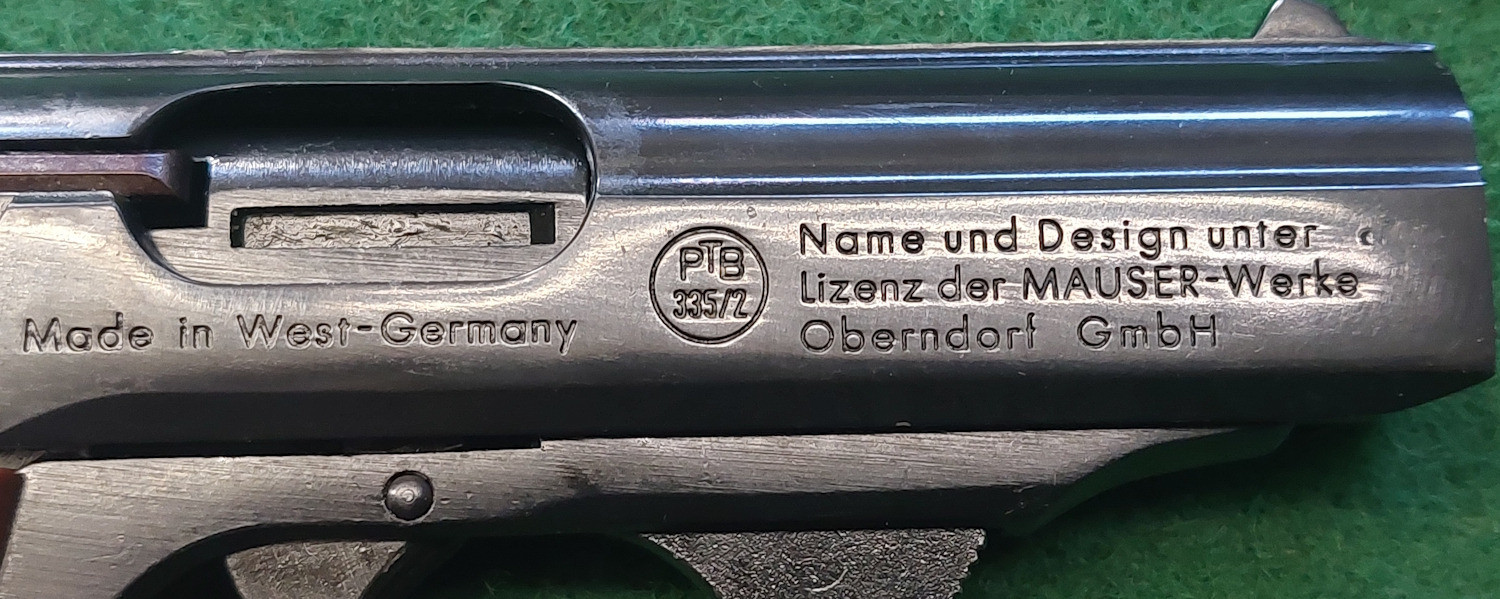 Made in West-Germany
PTB
335/2
Name und Design unter
Lizenz der MAUSER-Werke
Oberndorf GmbH